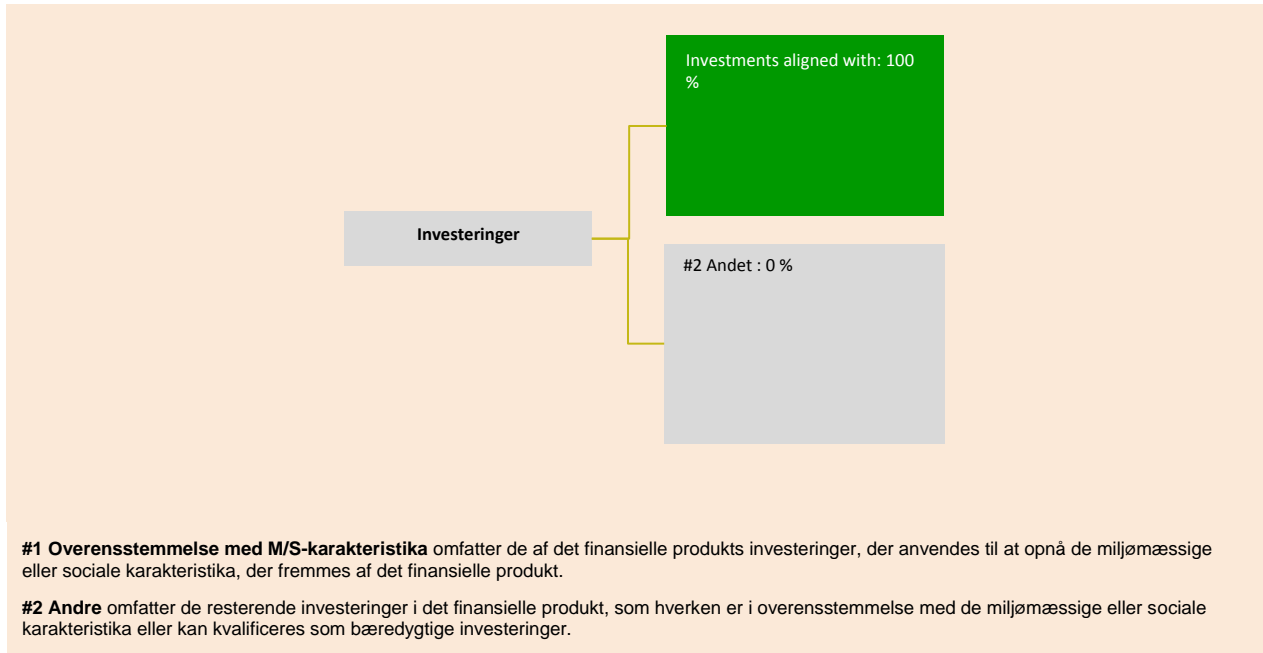 Investments aligned with: 100
%
Investeringer
#2 Andet : 0 %
#1 Overensstemmelse med M/S-karakteristika omfatter de af det finansielle produkts investeringer, der anvendes til at opnå de miljømæssige
eller sociale karakteristika, der fremmes af det finansielle produkt.
#2 Andre omfatter de resterende investeringer i det finansielle produkt, som hverken er i overensstemmelse med de miljømæssige eller sociale
karakteristika eller kan kvalificeres som bæredygtige investeringer.